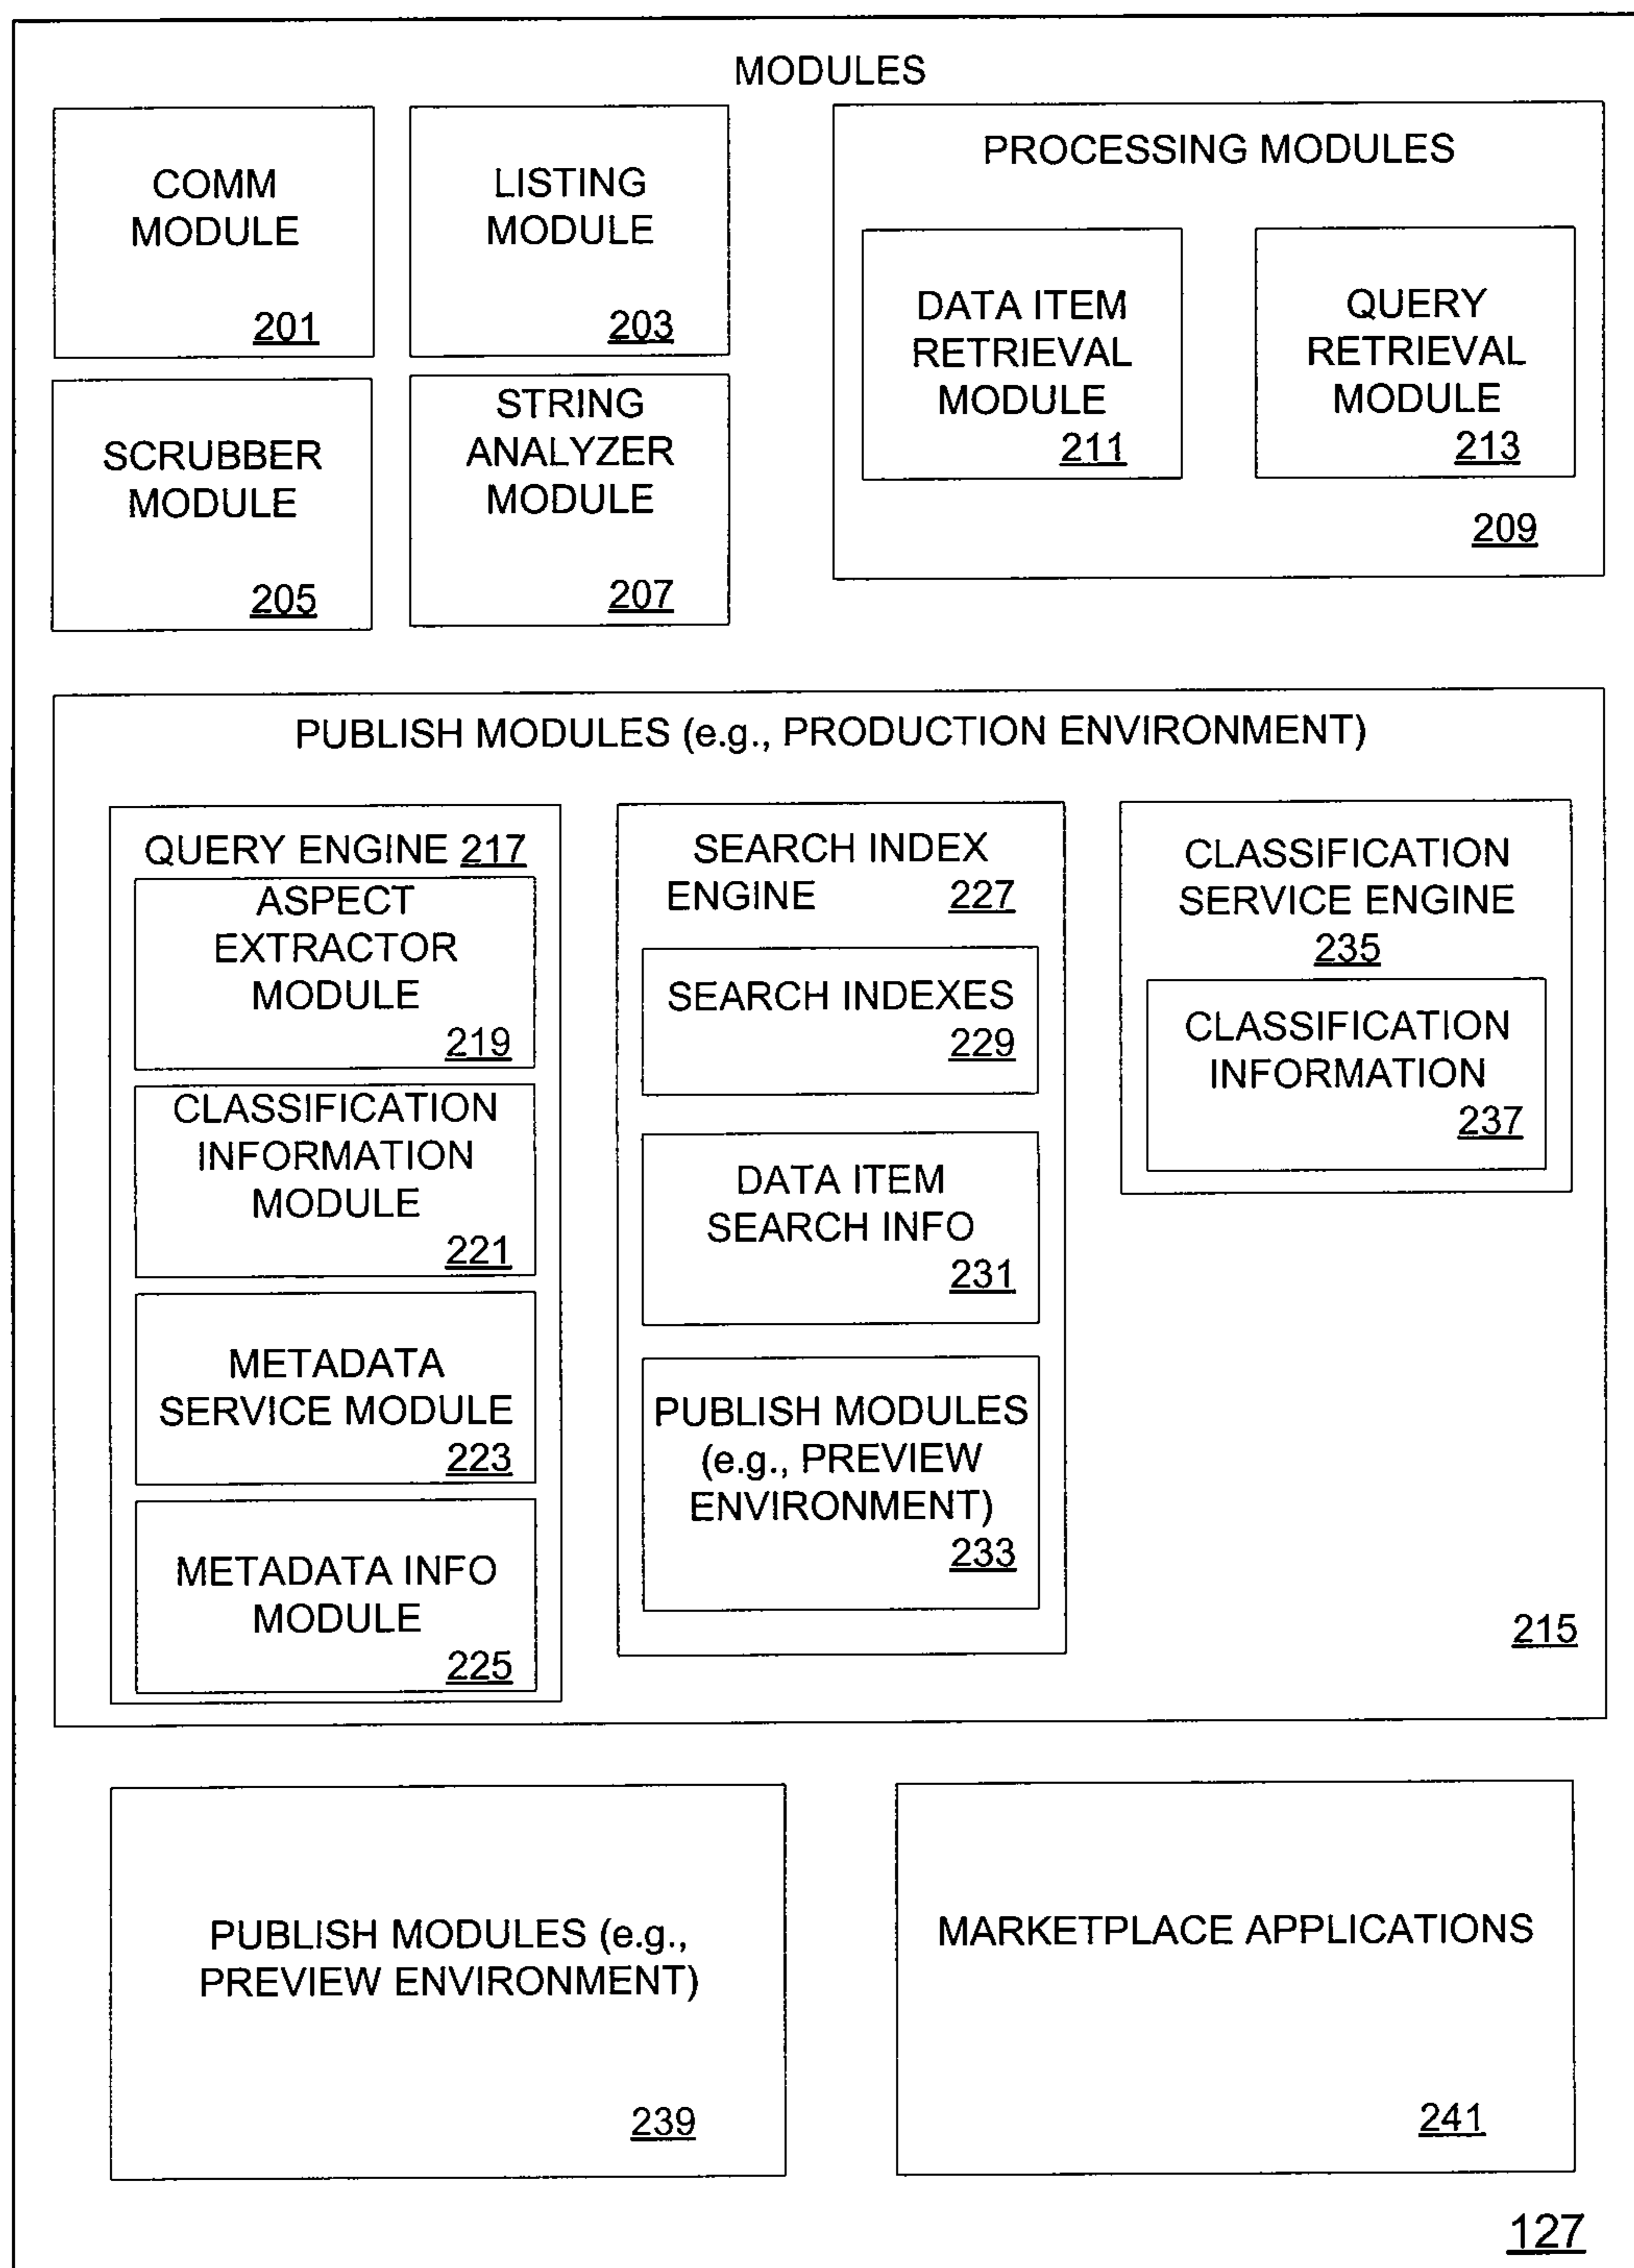 MODULES
COMM
MODULE
201
LISTING
MODULE
203
SCRUBBER
MODULE
205
STRING
ANALYZER
MODULE
207
PROCESSING MODULES
DATA ITEM
RETRIEVAL
MODULE
211
QUERY
RETRIEVAL
MODULE
213
209
PUBLISH MODULES (e.g., PRODUCTION ENVIRONMENT)
QUERY ENGINE 217
ASPECT
EXTRACTOR
MODULE
219
CLASSIFICATION
INFORMATION
MODULE
221
METADATA
SERVICE MODULE
223
METADATA INFO
MODULE
225
SEARCH INDEX
ENGINE 227
SEARCH INDEXES
229
DATA ITEM
SEARCH INFO
231
PUBLISH MODULES
(e.g., PREVIEW
ENVIRONMENT)
233
CLASSIFICATION
SERVICE ENGINE
235
CLASSIFICATION
INFORMATION
237
215
PUBLISH MODULES (e.g.,
PREVIEW ENVIRONMENT)
239
MARKETPLACE APPLICATIONS
241
127